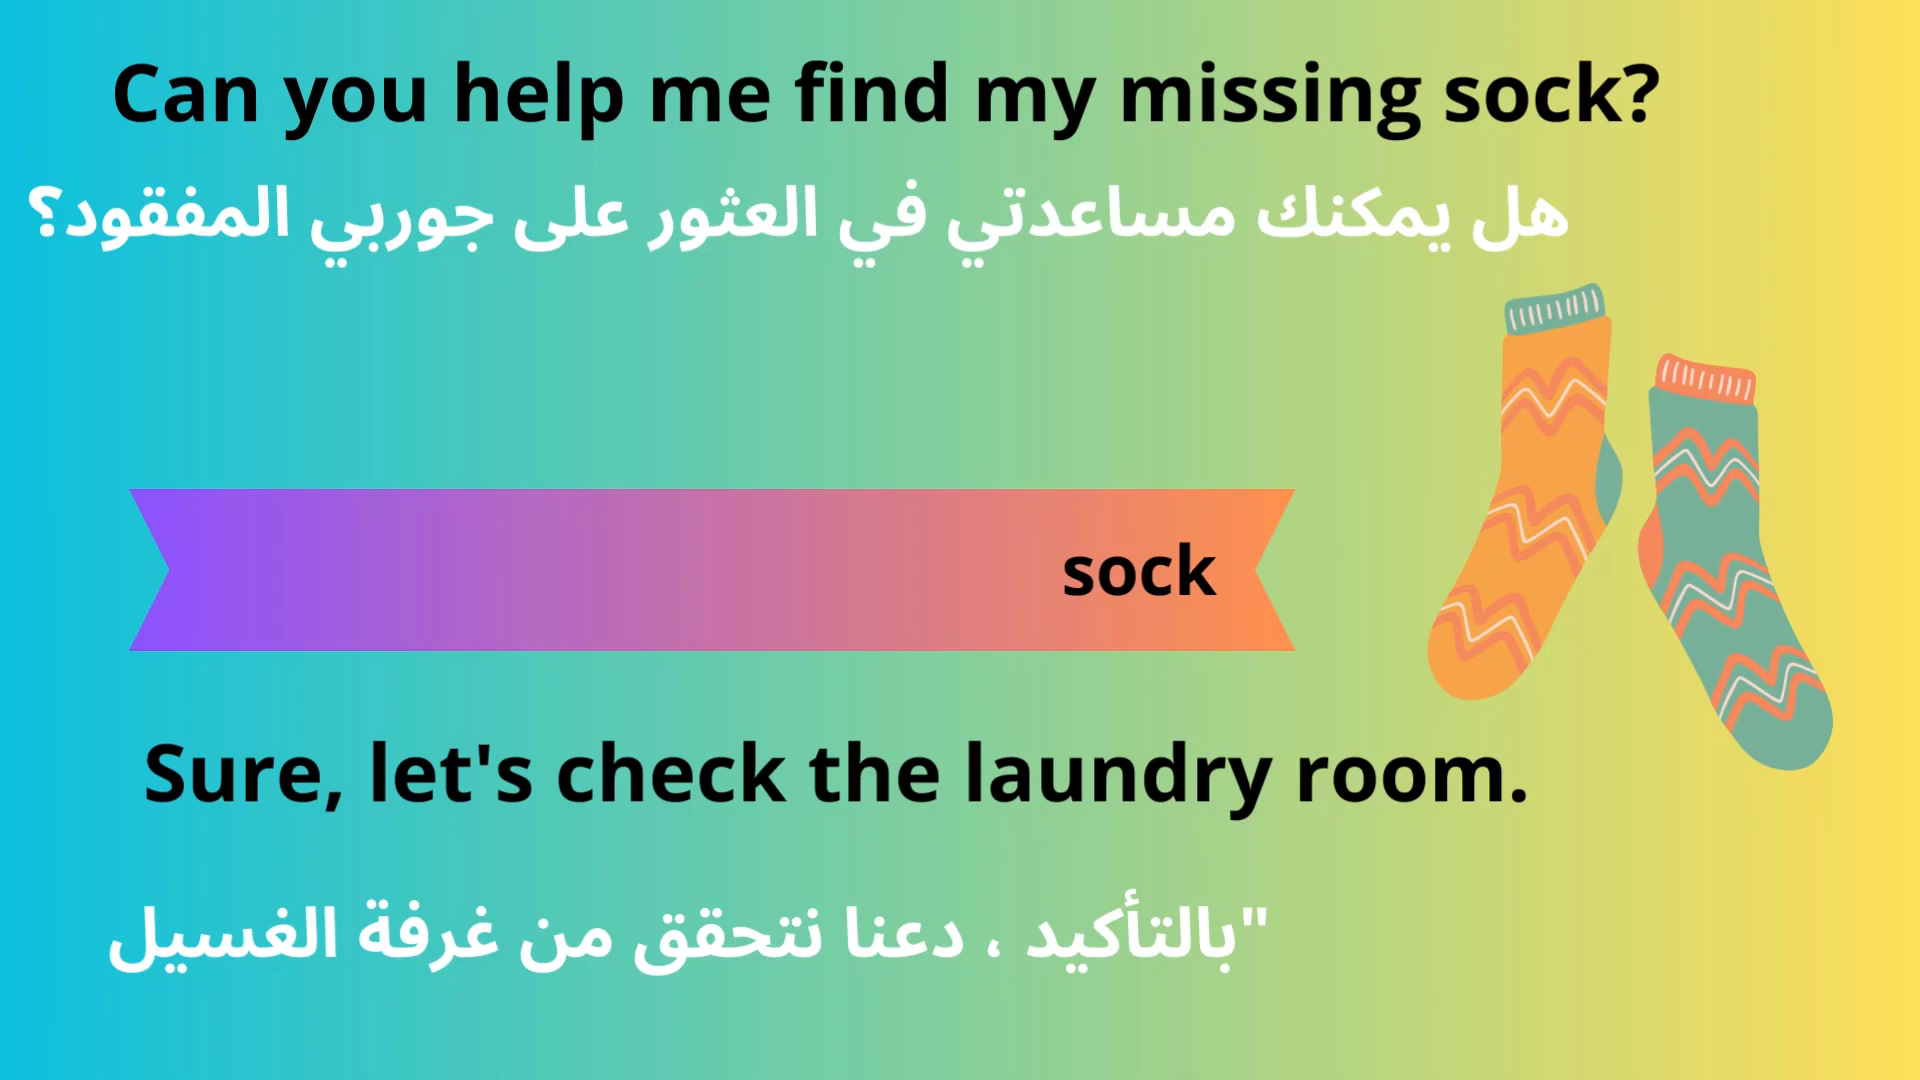 Can you help me find my missing sock?
هل يمكنك مساعدتي في العثور على جوربي المفقود؟
sock
Sure, let's check the laundry room.
"بالتأكيد ، دعنا نتحقق من غرفة الغسيل